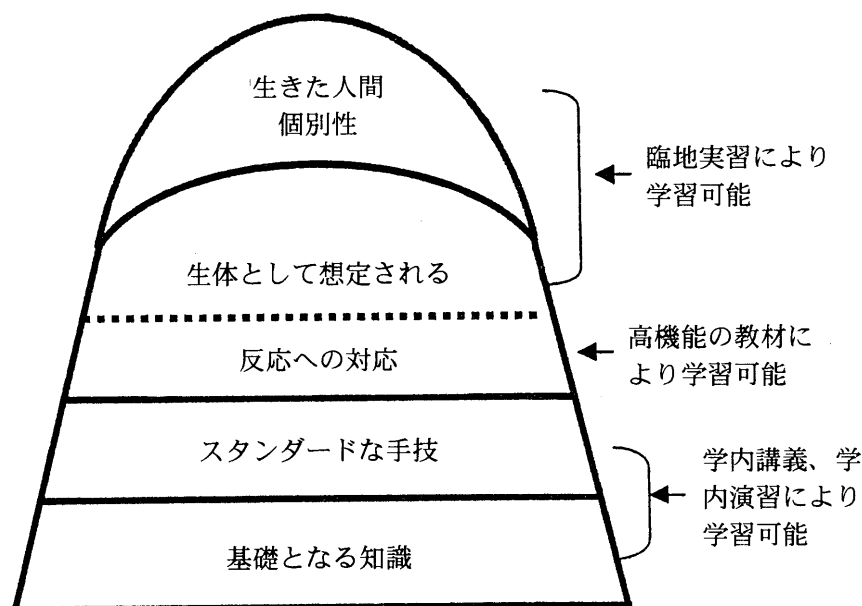 生きた人間
個別性
臨地実習により
学習可能
生体として想定される
高機能の教材に
より学習可能
反応への対応
スタンダードな手技
学内講義、学
内演習により
学習可能
基礎となる知識